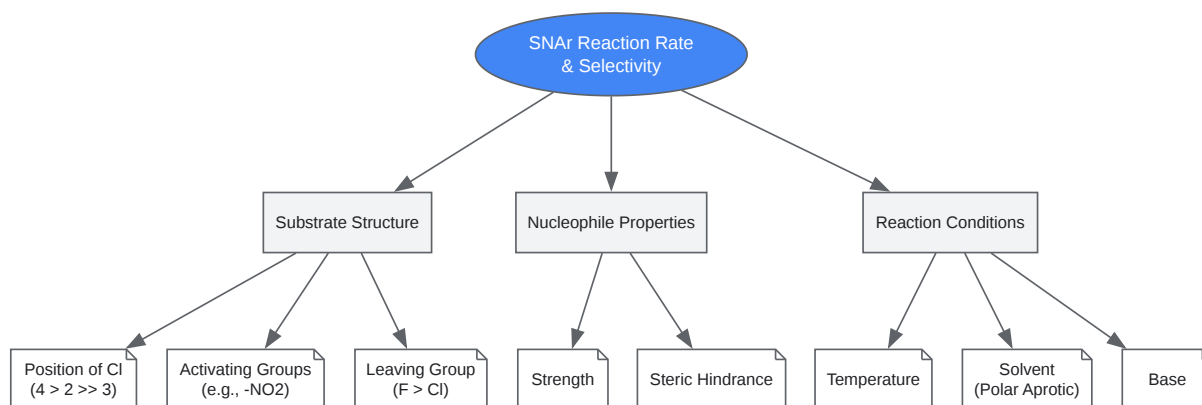 SNAr Reaction Rate
& Selectivity
Substrate Structure
Nucleophile Properties
Reaction Conditions
Position of Cl
(4 > 2 >> 3)
Activating Groups
(e.g., -NO2)
Leaving Group
(F > Cl)
Strength
Steric Hindrance
Temperature
Solvent
(Polar Aprotic)
Base